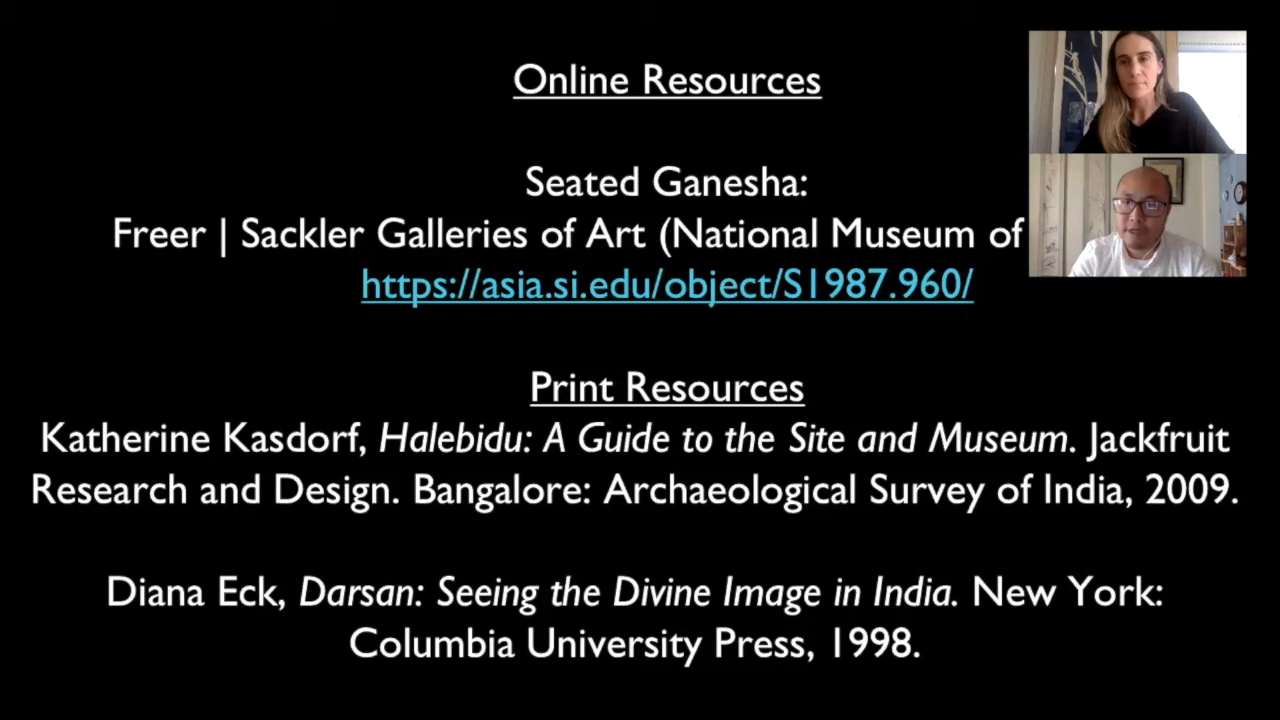 Online Resources
Seated Ganesha:
Freer | Sackler Galleries of Art (National Museum of
https://asia.si.edu/object/S1987.960/
Print Resources
Katherine Kasdorf, Halebidu: A Guide to the Site and Museum. Jackfruit
Research and Design. Bangalore: Archaeological Survey of India, 2009.
Diana Eck, Darsan: Seeing the Divine Image in India. New York:
Columbia University Press, 1998.